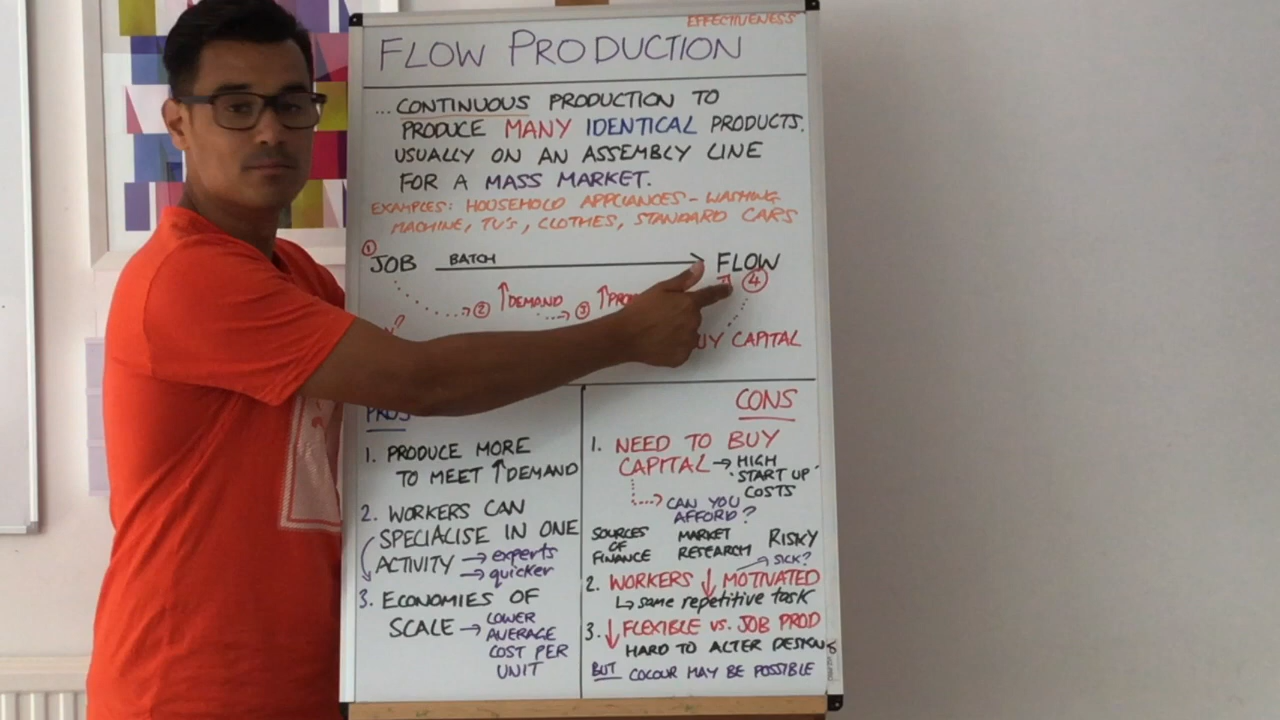 EFFECTIVENESS
FLOW PRODUCTION
...CONTINUOUS PRODUCTION TO
PRODUCE MANY IDENTICAL PRODUCTS.
USUALLY ON AN ASSEMBLY LINE
FOR A MASS MARKET.
EXAMPLES: HOUSEHOLD APPLIANCES - WASHING
MACHINE, TV'S, CLOTHES, STANDARD CARS
① JOB BATCH → FLOW
② ↑DEMAND ③ ④
CAPITAL
PROS
1. PRODUCE MORE
TO MEET ↑DEMAND
2. WORKERS CAN
SPECIALISE IN ONE
ACTIVITY → experts
→ quicker
3. ECONOMIES OF
SCALE → LOWER
AVERAGE
COST PER
UNIT
CONS
1. NEED TO BUY
CAPITAL → HIGH
'START UP'
COSTS
CAN YOU
AFFORD?
SOURCES OF FINANCE
MARKET RESEARCH
RISKY
SICK?
2. WORKERS ↓ MOTIVATED
↳ same repetitive task
3. ↓ FLEXIBLE VS. JOB PROD
HARD TO ALTER DESIGNS
BUT COLOUR MAY BE POSSIBLE